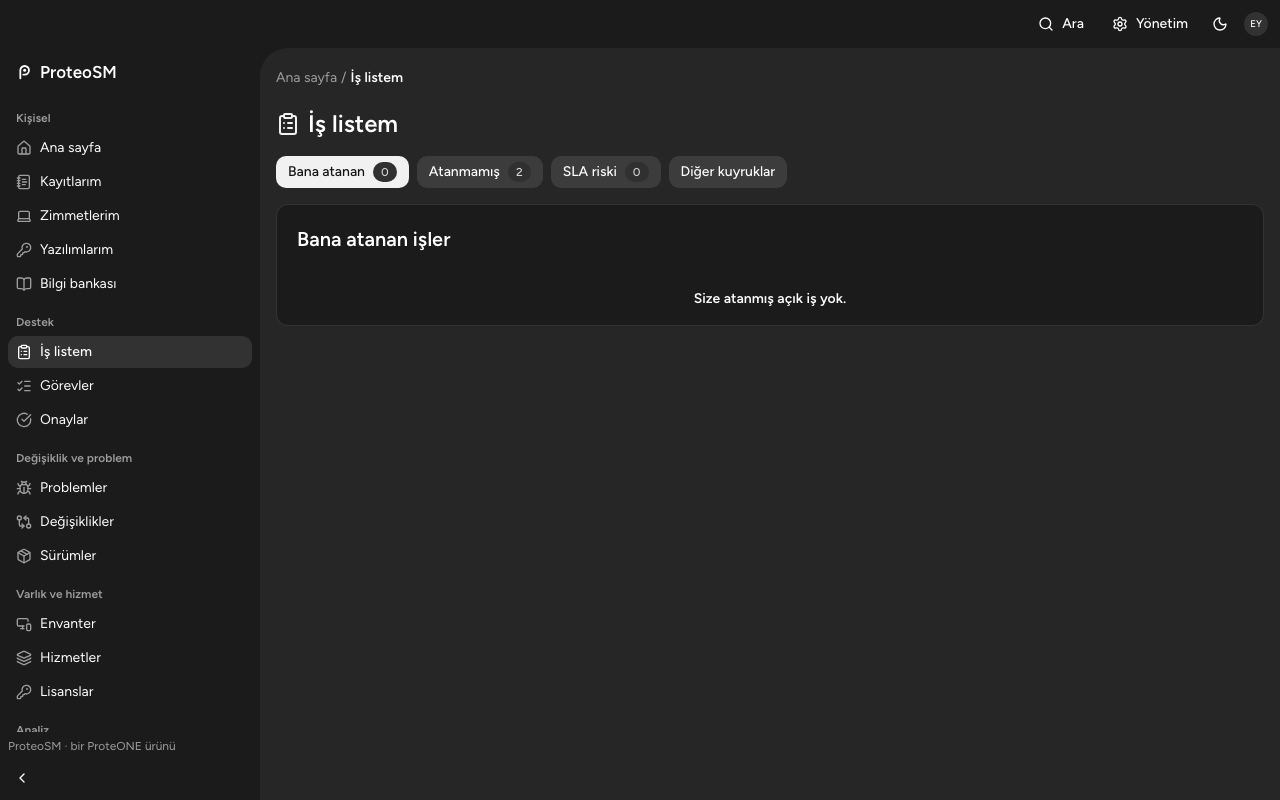 Ara
Yönetim
EY
ProteoSM
Kişisel
Ana sayfa
Kayıtlarım
Zimmetlerim
Yazılımlarım
Bilgi bankası
Destek
İş listem
Görevler
Onaylar
Değişiklik ve problem
Problemler
Değişiklikler
Sürümler
Varlık ve hizmet
Envanter
Hizmetler
Lisanslar
Analiz
ProteoSM · bir ProteONE ürünü
Ana sayfa / İş listem
İş listem
Bana atanan 0
Atanmamış 2
SLA riski 0
Diğer kuyruklar
Bana atanan işler
Size atanmış açık iş yok.